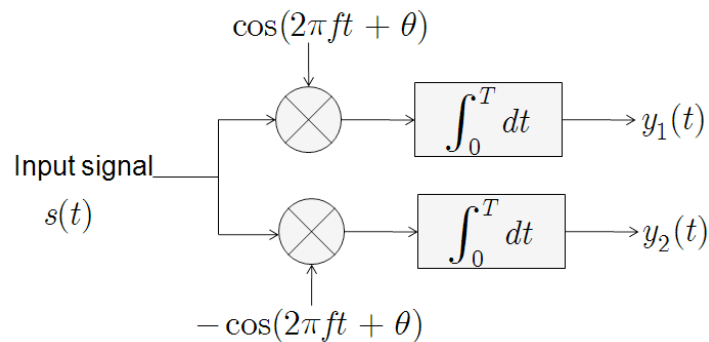 cos(2πft + θ)
∫₀ᵀ dt
y₁(t)
Input signal
s(t)
∫₀ᵀ dt
y₂(t)
− cos(2πft + θ)